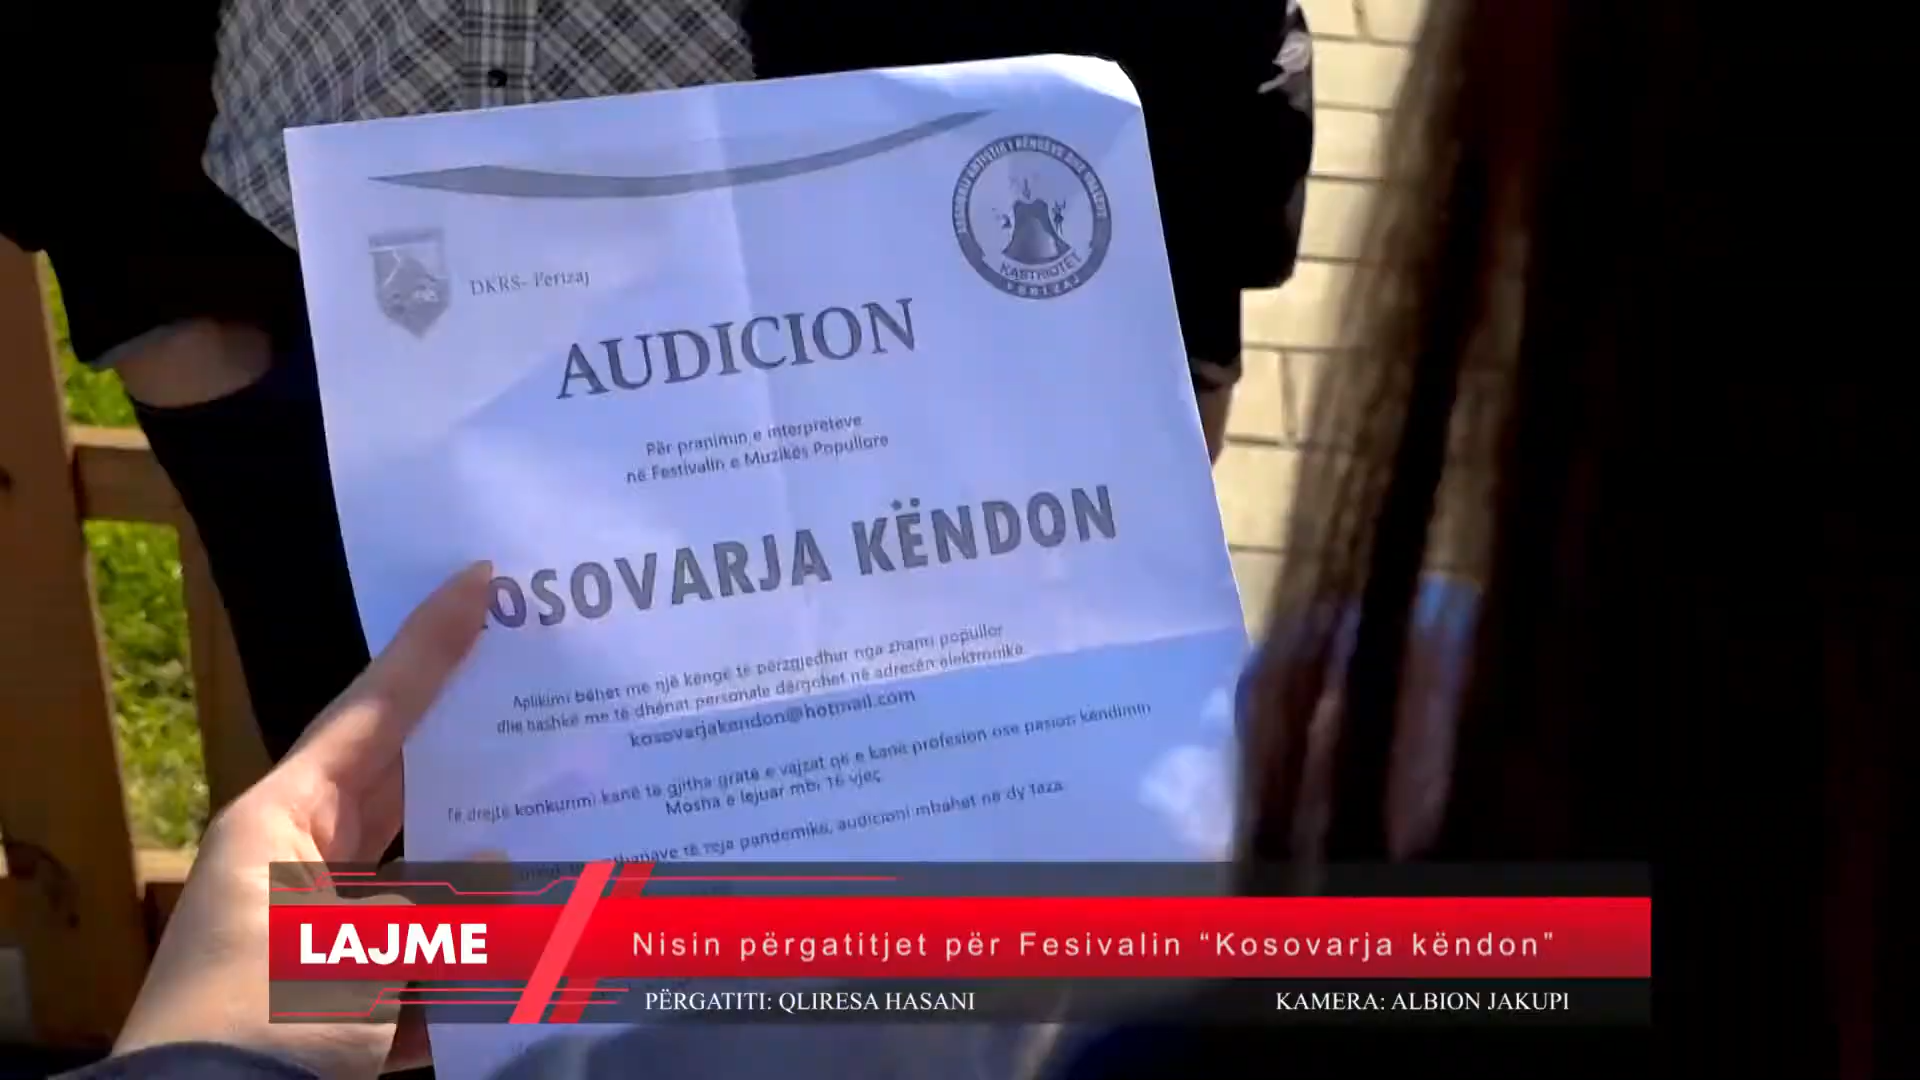 DKRS- Ferizaj
KASTRIOTET
FERIZAJ
AUDICION
Për pranimin e interpretëve
në Festivalin e Muzikës Popullore
KOSOVARJA KËNDON
Aplikimi bëhet me një këngë të përzgjedhur nga zhanri popullor
dhe bashkë me të dhënat personale dërgohet në adresën elektronike
kosovarjakendon@hotmail.com
Të drejtë konkurimi kanë të gjitha gratë e vajzat që e kanë profesion ose pasion këndimin
Mosha e lejuar mbi 16 vjeç
të reja pandemike, audicioni mbahet në dy faza
LAJME
Nisin përgatitjet për Fesivalin “Kosovarja këndon”
PËRGATITI: QLIRESA HASANI
KAMERA: ALBION JAKUPI